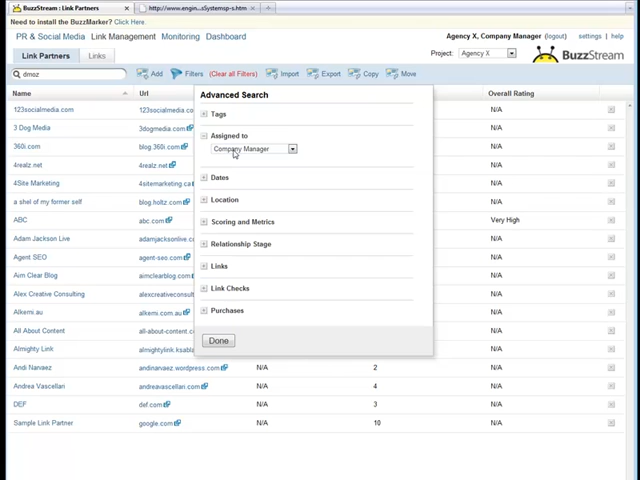 BuzzStream : Link Partners
http://www.engin...sSystemsp-s.htm
Need to install the BuzzMarker? Click Here
PR & Social Media Link Management Monitoring Dashboard
Agency X, Company Manager (logout) settings | help
Link Partners Links
Project: Agency X
BuzzStream
dmoz
Add Filters (Clear all Filters) Import Export Copy Move
Name Url Overall Rating
Advanced Search
Tags
Assigned to
Company Manager
Dates
Location
Scoring and Metrics
Relationship Stage
Links
Link Checks
Purchases
Done
123socialmedia.com 123socialmedia.co N/A
3 Dog Media 3dogmedia.com N/A
360i.com blog.360i.com N/A
4realz.net 4realz.net N/A
4Site Marketing 4sitemarketing.ca N/A
a shel of my former self blog.holtz.com N/A
ABC abc.com Very High
Adam Jackson Live adamjacksonlive.c N/A
Agent SEO agent-seo.com N/A
Aim Clear Blog aimclearblog.com N/A
Alex Creative Consulting alexcreativeconsu N/A
Alkemi.au alkemi.com.au N/A
All About Content all-about-content. N/A
Almighty Link almightylink.ksabi N/A
Andi Narvaez andinarvaez.wordpress.com N/A 2 N/A
Andrea Vascellari andreavascellari.com N/A 4 N/A
DEF def.com N/A 3 N/A
Sample Link Partner google.com N/A 10 N/A